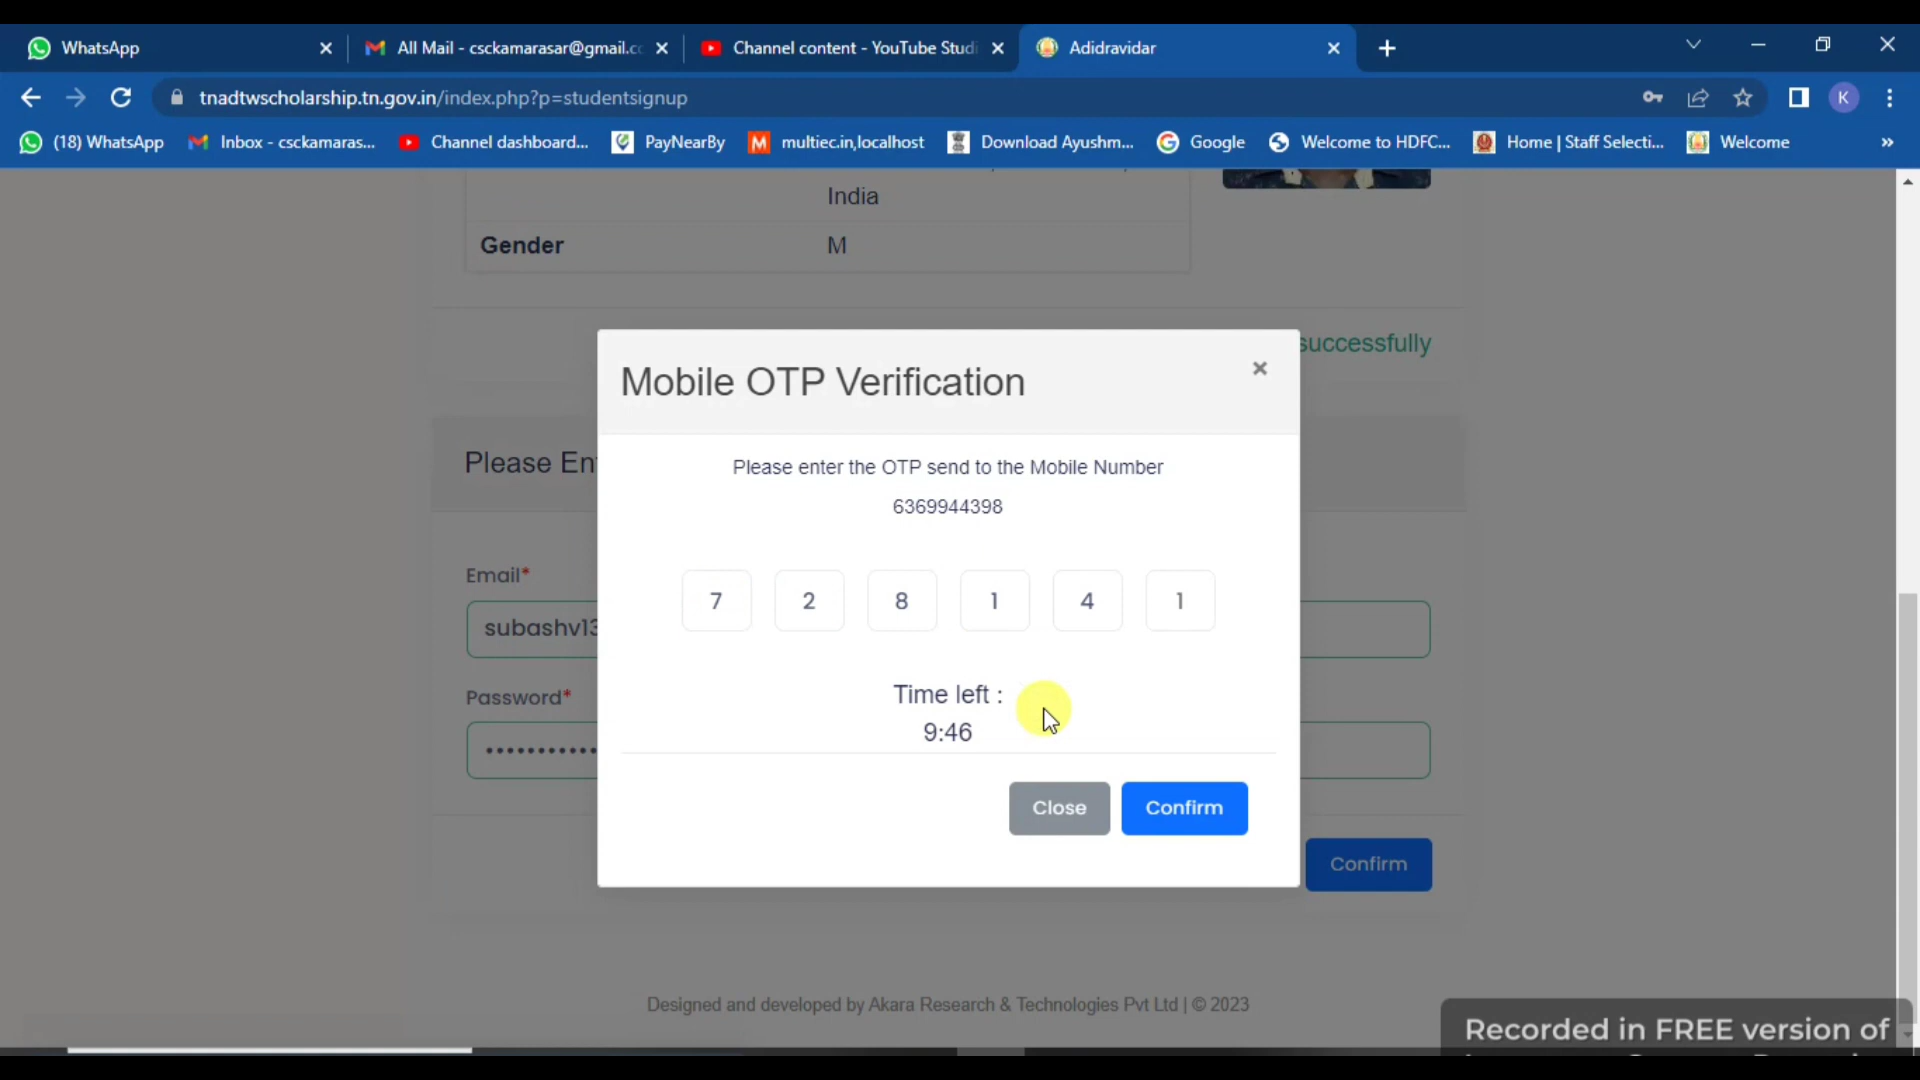 WhatsApp
All Mail - csckamarasar@gmail.c
Channel content - YouTube Studi
Adidravidar
tnadtwscholarship.tn.gov.in/index.php?p=studentsignup
K
(18) WhatsApp
Inbox - csckamaras...
Channel dashboard...
PayNearBy
multiec.in,localhost
Download Ayushm...
Google
Welcome to HDFC...
Home | Staff Selecti...
Welcome
»
India
Gender M
successfully
Mobile OTP Verification
Please enter the OTP send to the Mobile Number
6369944398
7 2 8 1 4 1
Time left :
9:46
Close Confirm
Please En
Email*
subashv13
Password*
Confirm
Designed and developed by Akara Research & Technologies Pvt Ltd | © 2023
Recorded in FREE version of